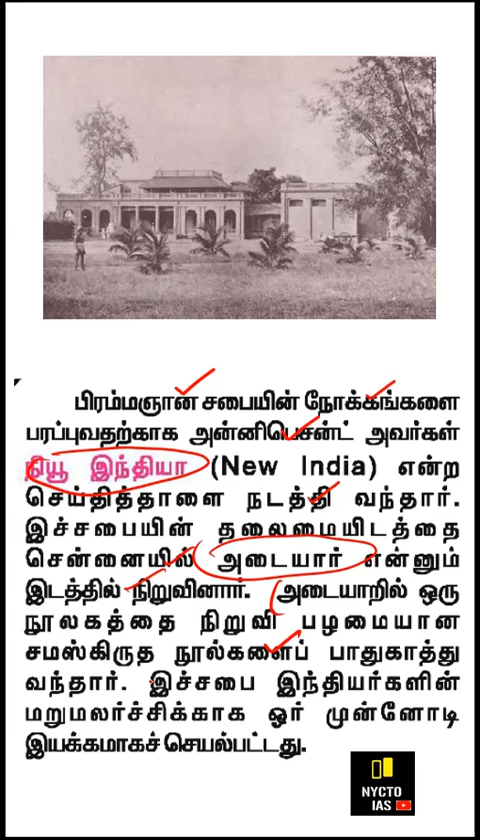 பிரம்மஞான சபையின் நோக்கங்களை
பரப்புவதற்காக அன்னிபெசன்ட் அவர்கள்
நியூ இந்தியா (New India) என்ற
செய்தித்தாளை நடத்தி வந்தார்.
இச்சபையின் தலைமையிடத்தை
சென்னையில் அடையார் என்னும்
இடத்தில் நிறுவினார். அடையாறில் ஒரு
நூலகத்தை நிறுவி பழமையான
சமஸ்கிருத நூல்களைப் பாதுகாத்து
வந்தார். இச்சபை இந்தியர்களின்
மறுமலர்ச்சிக்காக ஓர் முன்னோடி
இயக்கமாகச் செயல்பட்டது.
NYCTO
IAS